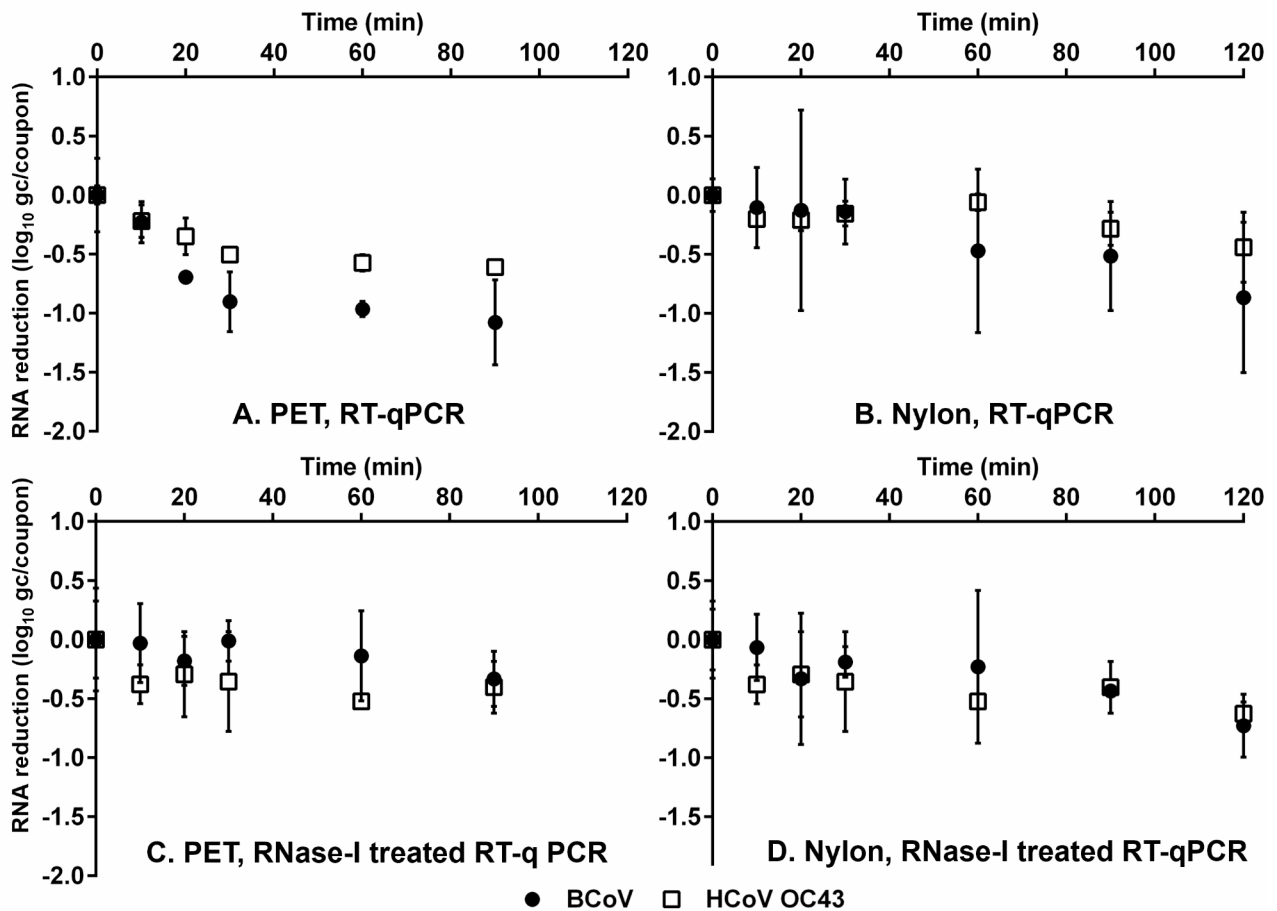 Time (min)
0 20 40 60 80 100 120
1.0
0.5
0.0
-0.5
-1.0
-1.5
-2.0
RNA reduction (log10 gc/coupon)
A. PET, RT-qPCR
Time (min)
0 20 40 60 80 100 120
1.0
0.5
0.0
-0.5
-1.0
-1.5
-2.0
B. Nylon, RT-qPCR
Time (min)
0 20 40 60 80 100 120
1.0
0.5
0.0
-0.5
-1.0
-1.5
-2.0
RNA reduction (log10 gc/coupon)
C. PET, RNase-I treated RT-q PCR
Time (min)
0 20 40 60 80 100 120
1.0
0.5
0.0
-0.5
-1.0
-1.5
D. Nylon, RNase-I treated RT-qPCR
BCoV HCoV OC43